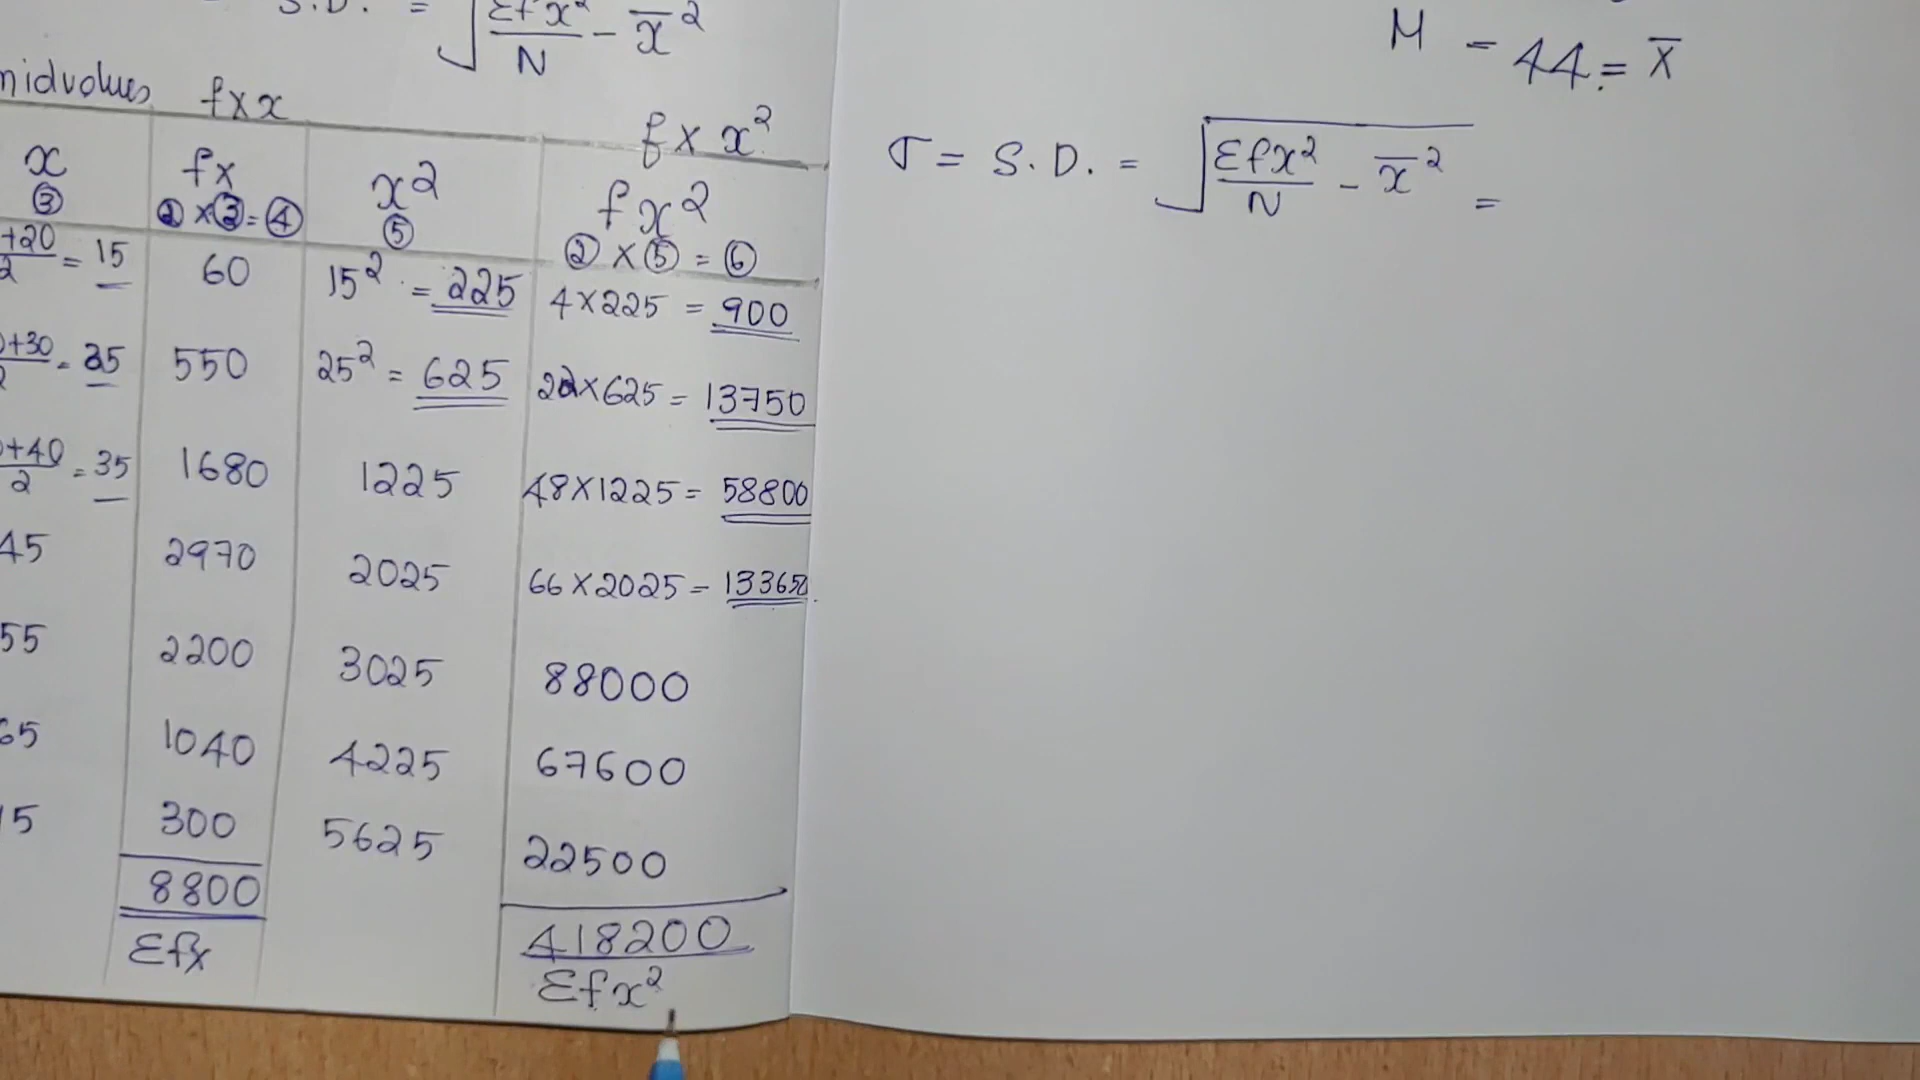 S.D. = √Σfx²/N - x̄²
midvalues f×x f×x²
x fx x² fx²
③ ②×③=④ ⑤ ②×⑤=⑥
+20/2 = 15 60 15² = 225 4×225 = 900
+30/2 = 25 550 25² = 625 22×625 = 13750
+40/2 = 35 1680 1225 48×1225 = 58800
45 2970 2025 66×2025 = 133650
55 2200 3025 88000
65 1040 4225 67600
75 300 5625 22500
8800 418200
Σfx Σfx²
M = 44 = x̄
σ = S.D. = √Σfx²/N - x̄² =